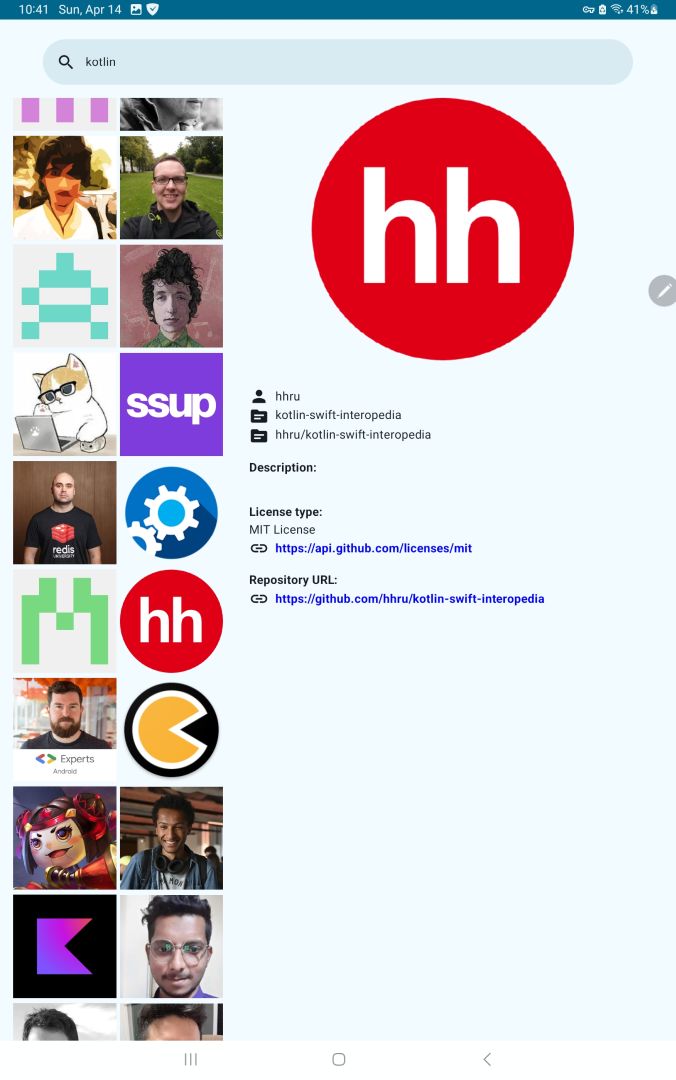 10:41 Sun, Apr 14
41%
kotlin
hh
hhru
kotlin-swift-interopedia
hhru/kotlin-swift-interopedia
Description:
License type:
MIT License
https://api.github.com/licenses/mit
Repository URL:
https://github.com/hhru/kotlin-swift-interopedia
ssup
redis
UNIVERSITY
hh
Experts
Android